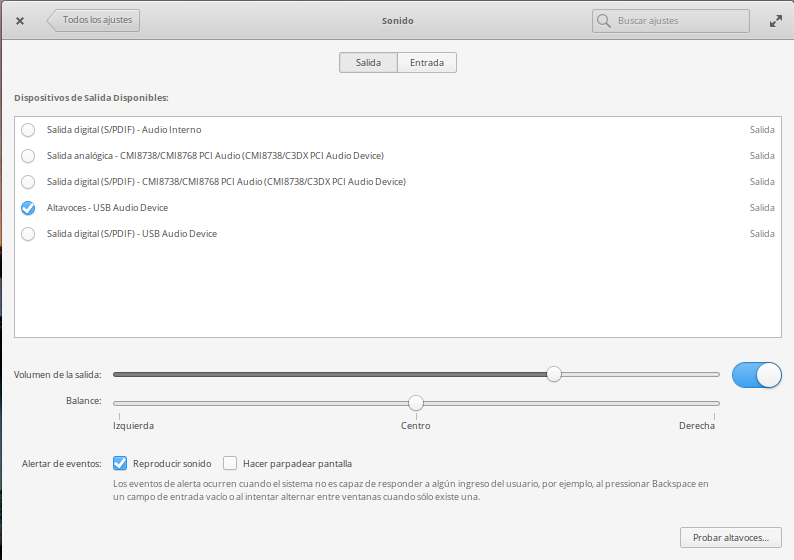 Todos los ajustes
Sonido
Buscar ajustes
Salida
Entrada
Dispositivos de Salida Disponibles:
Salida digital (S/PDIF) - Audio Interno Salida
Salida analógica - CMI8738/CMI8768 PCI Audio (CMI8738/C3DX PCI Audio Device) Salida
Salida digital (S/PDIF) - CMI8738/CMI8768 PCI Audio (CMI8738/C3DX PCI Audio Device) Salida
Altavoces - USB Audio Device Salida
Salida digital (S/PDIF) - USB Audio Device Salida
Volumen de la salida:
Balance:
Izquierda Centro Derecha
Alertar de eventos: Reproducir sonido Hacer parpadear pantalla
Los eventos de alerta ocurren cuando el sistema no es capaz de responder a algún ingreso del usuario, por ejemplo, al pressionar Backspace en
un campo de entrada vacío o al intentar alternar entre ventanas cuando sólo existe una.
Probar altavoces...